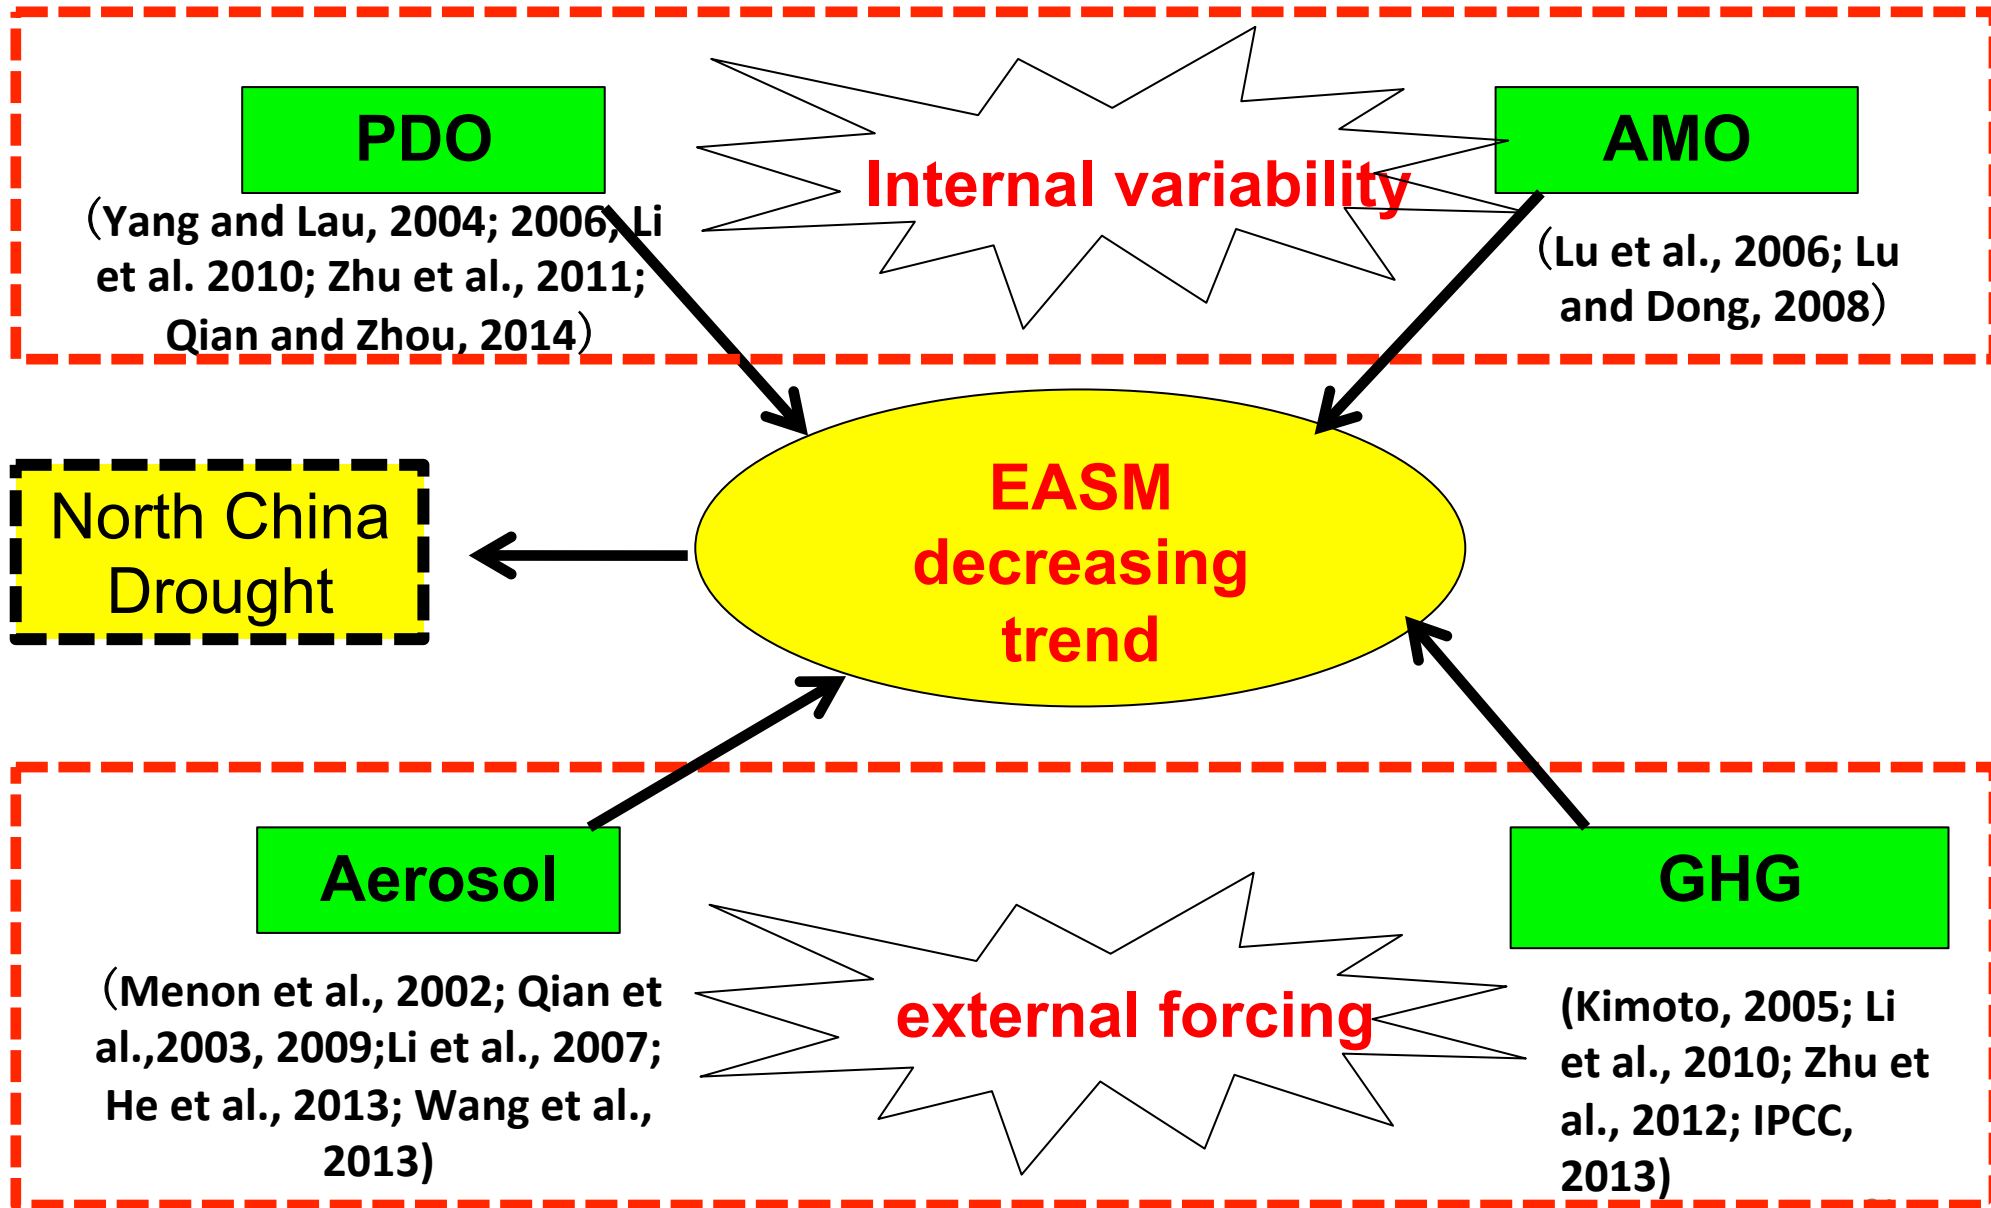 PDO
Internal variability
AMO
（Yang and Lau, 2004; 2006; Li
et al. 2010; Zhu et al., 2011;
Qian and Zhou, 2014）
（Lu et al., 2006; Lu
and Dong, 2008）
North China
Drought
EASM
decreasing
trend
Aerosol
GHG
（Menon et al., 2002; Qian et
al.,2003, 2009;Li et al., 2007;
He et al., 2013; Wang et al.,
2013)
external forcing
(Kimoto, 2005; Li
et al., 2010; Zhu et
al., 2012; IPCC,
2013)